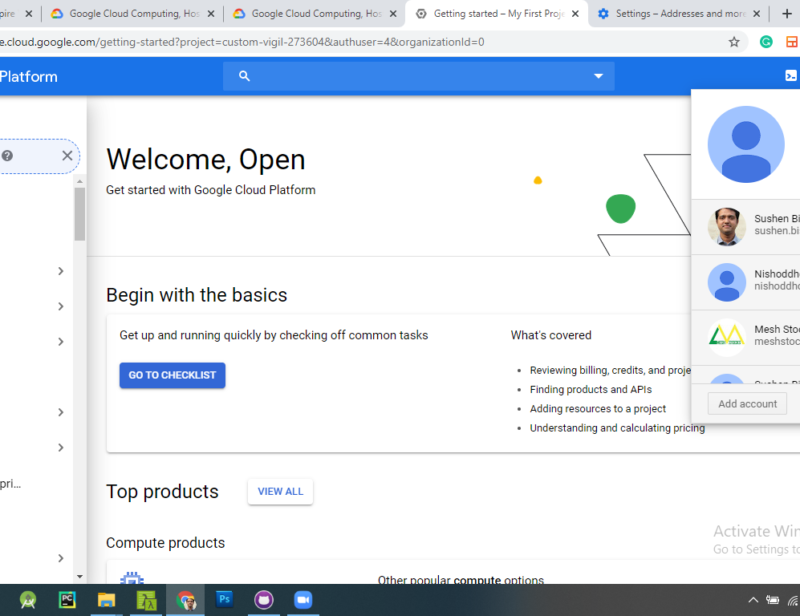 pire
Google Cloud Computing, Hos
Google Cloud Computing, Hos
Getting started – My First Proje
Settings – Addresses and more
e.cloud.google.com/getting-started?project=custom-vigil-273604&authuser=4&organizationId=0
Platform
Welcome, Open
Get started with Google Cloud Platform
Sushen Bi
sushen.bi
Nishoddho
nishoddho
Mesh Stoc
meshstoc
Sushen Bi
Add account
Begin with the basics
Get up and running quickly by checking off common tasks
GO TO CHECKLIST
What's covered
Reviewing billing, credits, and proje
Finding products and APIs
Adding resources to a project
Understanding and calculating pricing
pri...
Top products
VIEW ALL
Compute products
Other popular compute options
Activate Win
Go to Settings to
PC
Ps